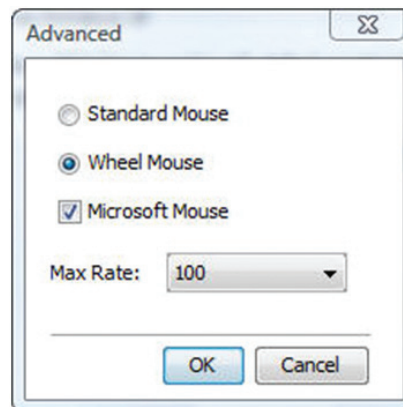 Advanced
Standard Mouse
Wheel Mouse
Microsoft Mouse
Max Rate: 100
OK Cancel